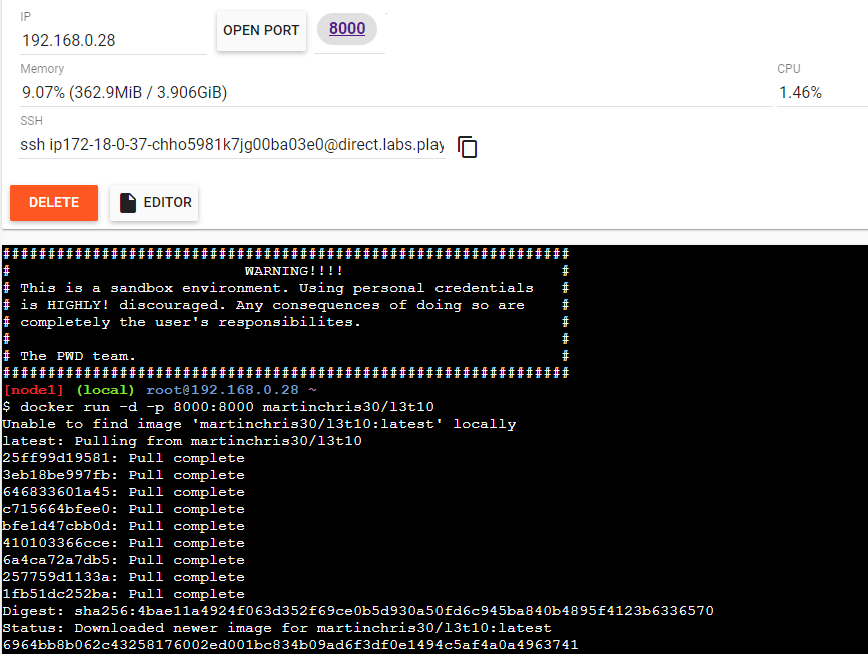 IP
192.168.0.28
OPEN PORT
8000
Memory
9.07% (362.9MiB / 3.906GiB)
CPU
1.46%
SSH
ssh ip172-18-0-37-chho5981k7jg00ba03e0@direct.labs.play
DELETE
EDITOR
###############################################################
# WARNING!!!! #
# This is a sandbox environment. Using personal credentials #
# is HIGHLY! discouraged. Any consequences of doing so are #
# completely the user's responsibilites. #
# #
# The PWD team. #
###############################################################
[node1] (local) root@192.168.0.28 ~
$ docker run -d -p 8000:8000 martinchris30/l3t10
Unable to find image 'martinchris30/l3t10:latest' locally
latest: Pulling from martinchris30/l3t10
25ff99d19581: Pull complete
3eb18be997fb: Pull complete
646833601a45: Pull complete
c715664bfee0: Pull complete
bfe1d47cbb0d: Pull complete
410103366cce: Pull complete
6a4ca72a7db5: Pull complete
257759d1133a: Pull complete
1fb51dc252ba: Pull complete
Digest: sha256:4bae11a4924f063d352f69ce0b5d930a50fd6c945ba840b4895f4123b6336570
Status: Downloaded newer image for martinchris30/l3t10:latest
6964bb8b062c43258176002ed001bc834b09ad6f3df0e1494c5af4a0a4963741